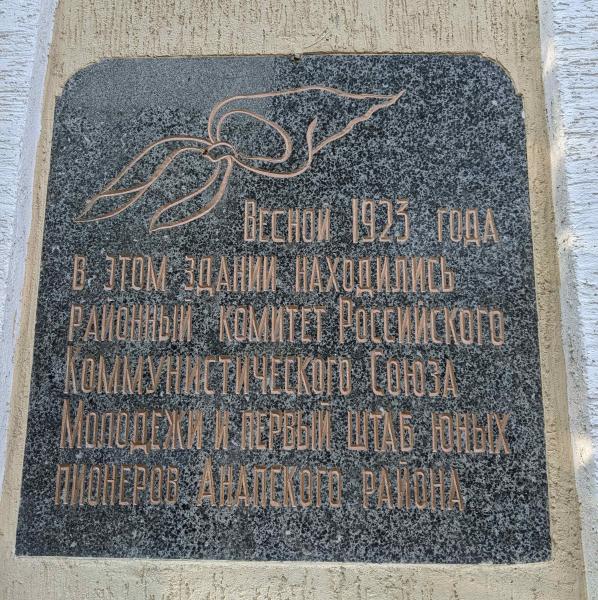 Весной 1923 года
в этом здании находились
районный комитет Российского
Коммунистического Союза
Молодежи и первый штаб юных
пионеров Анапского района